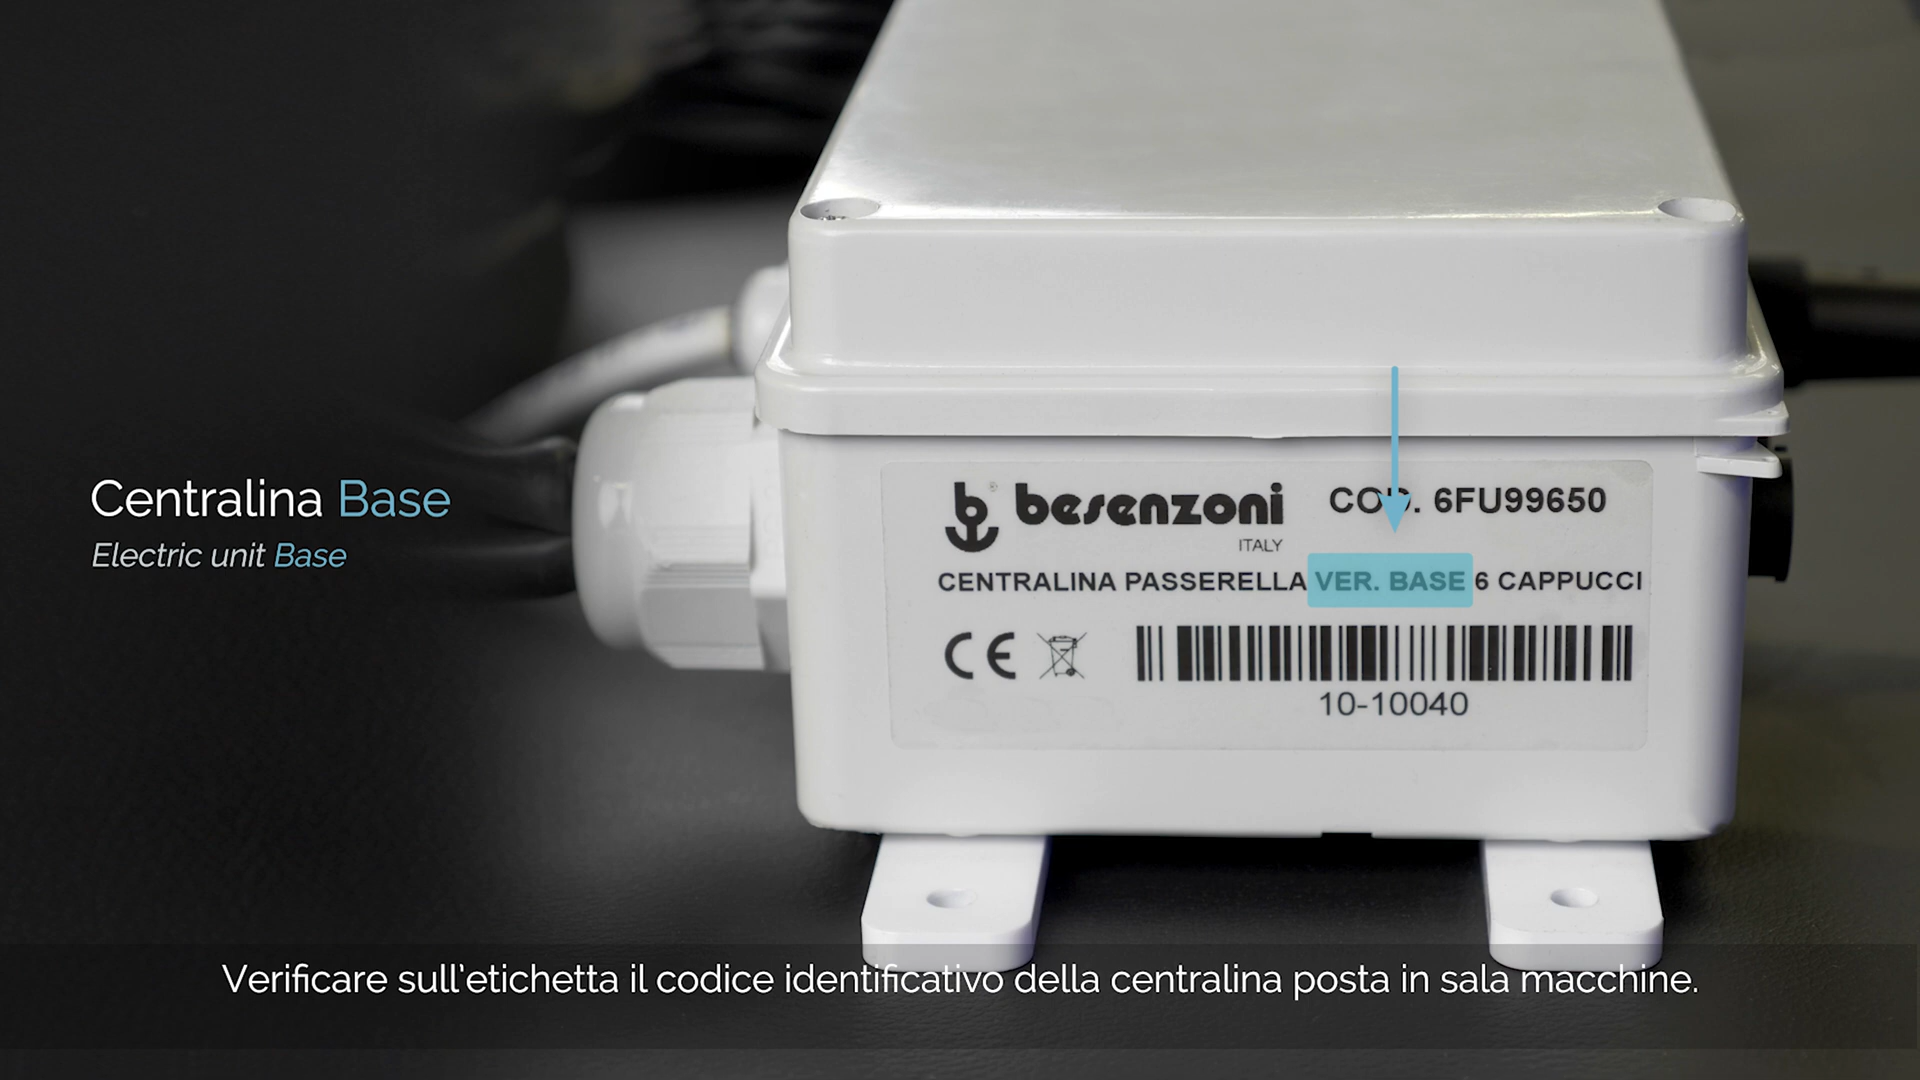 Centralina Base
Electric unit Base
besenzoni
ITALY
COD. 6FU99650
CENTRALINA PASSERELLA VER. BASE 6 CAPPUCCI
CE
10-10040
Verificare sull'etichetta il codice identificativo della centralina posta in sala macchine.